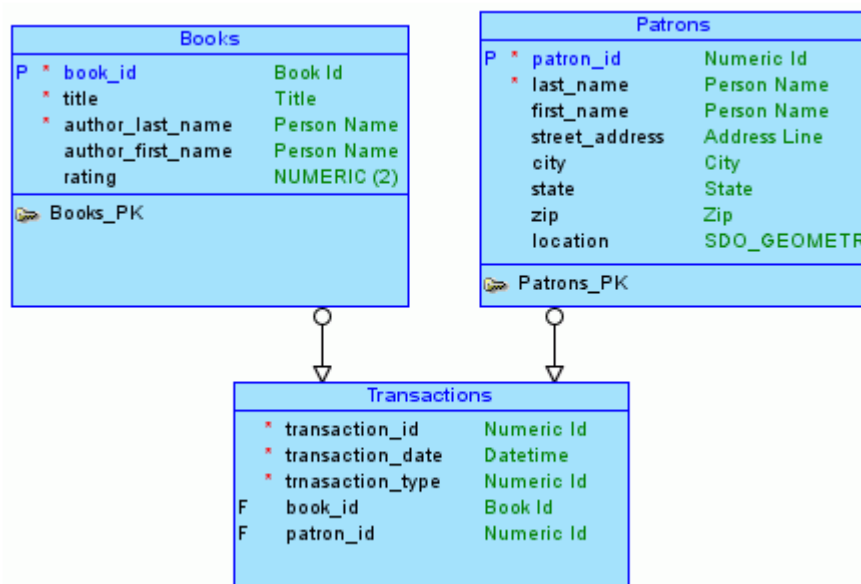 Books
P * book_id Book Id
* title Title
* author_last_name Person Name
author_first_name Person Name
rating NUMERIC (2)
Books_PK
Patrons
P * patron_id Numeric Id
* last_name Person Name
first_name Person Name
street_address Address Line
city City
state State
zip Zip
location SDO_GEOMETR
Patrons_PK
Transactions
* transaction_id Numeric Id
* transaction_date Datetime
* trnasaction_type Numeric Id
F book_id Book Id
F patron_id Numeric Id